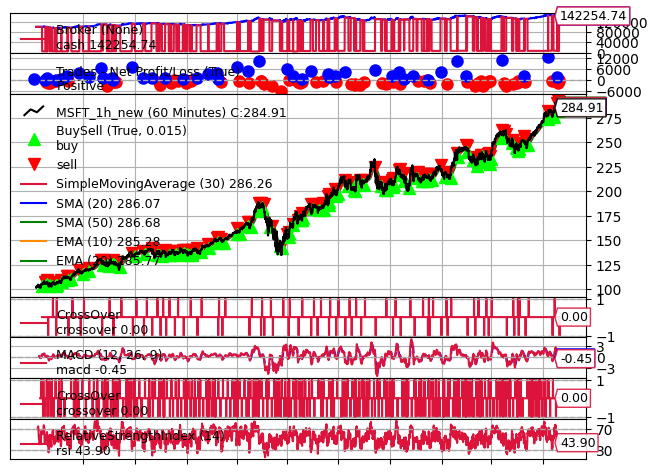 Broker (None)
cash 142254.74
142254.74
80000
40000
0
Trades - Net Profit/Loss (True)
Positive
12000
6000
0
−6000
MSFT_1h_new (60 Minutes) C:284.91
BuySell (True, 0.015)
buy
sell
SimpleMovingAverage (30) 286.26
SMA (20) 286.07
SMA (50) 286.68
EMA (10) 285.28
284.91
250
225
200
175
150
125
100
CrossOver
crossover 0.00
1
0.00
−1
MACD (12, 26, 9)
macd -0.45
3
0
-0.45
−3
CrossOver
crossover 0.00
1
0.00
−1
RelativeStrengthIndex (14)
rsi 43.90
70
43.90
30